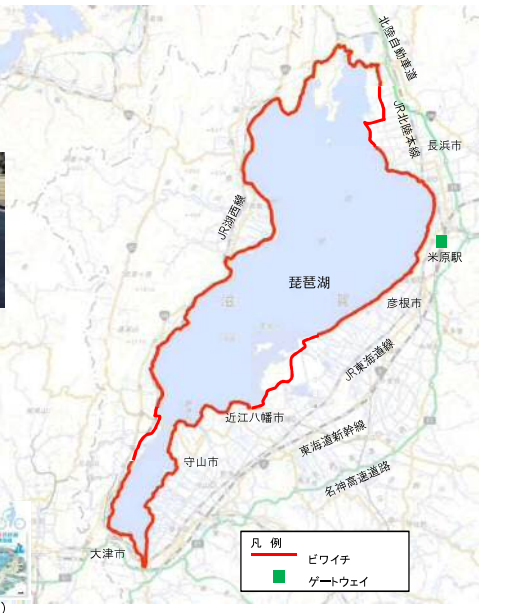 北陸自動車道
JR北陸本線
長浜市
JR湖西線
米原駅
琵琶湖
彦根市
JR東海道線
近江八幡市
東海道新幹線
守山市
名神高速道路
大津市
凡 例
ビワイチ
ゲートウェイ
)